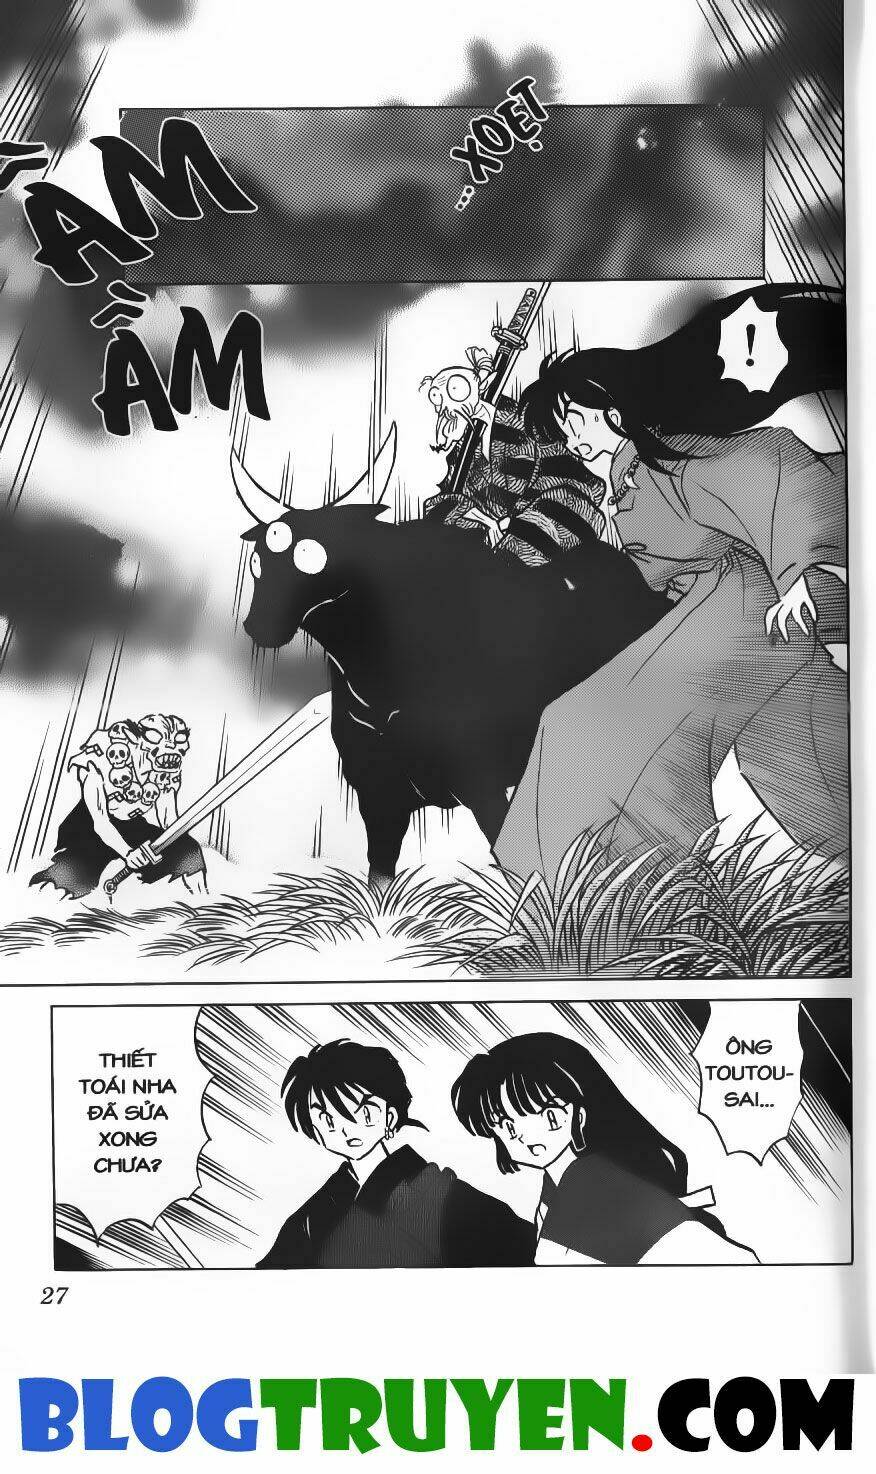 ...XOẸT
ẦM
ẦM
!
ÔNG
TOUTOU-
SAI...
THIẾT
TOÁI NHA
ĐÃ SỬA
XONG
CHƯA?
27
BLOGTRUYEN.COM